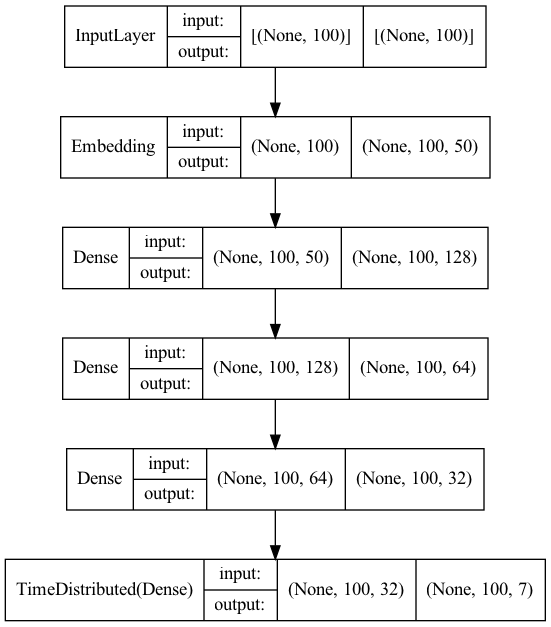 InputLayer input: output: [(None, 100)] [(None, 100)]
Embedding input: output: (None, 100) (None, 100, 50)
Dense input: output: (None, 100, 50) (None, 100, 128)
Dense input: output: (None, 100, 128) (None, 100, 64)
Dense input: output: (None, 100, 64) (None, 100, 32)
TimeDistributed(Dense) input: output: (None, 100, 32) (None, 100, 7)